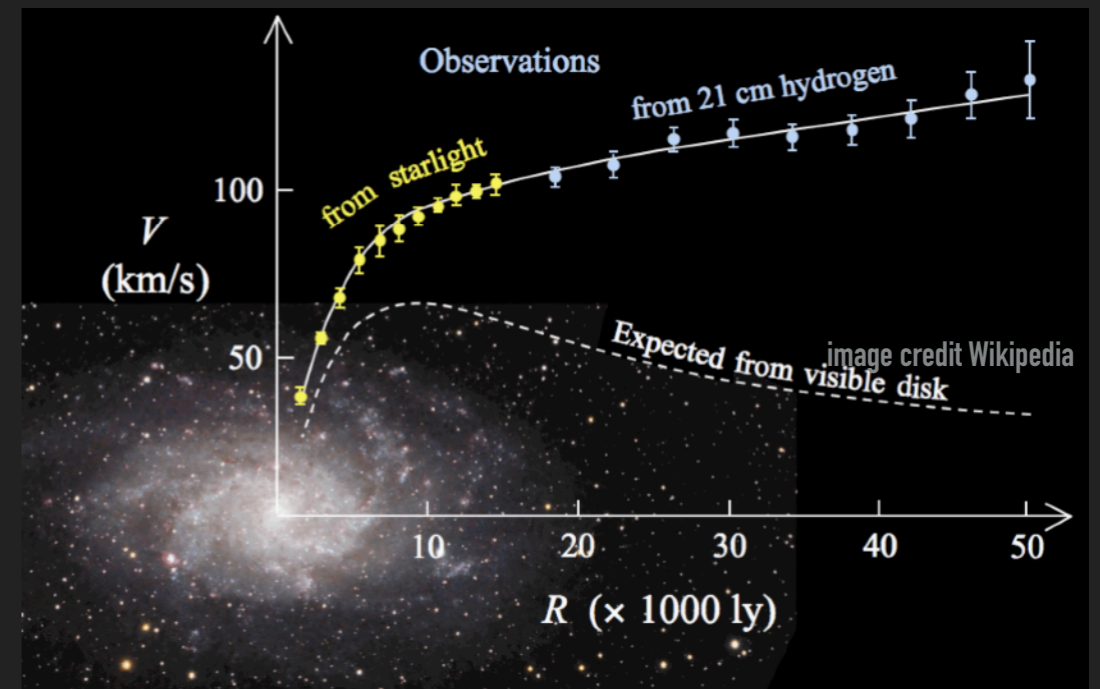 Observations
from 21 cm hydrogen
from starlight
100
V
(km/s)
50
Expected from visible disk
image credit Wikipedia
10 20 30 40 50
R (× 1000 ly)